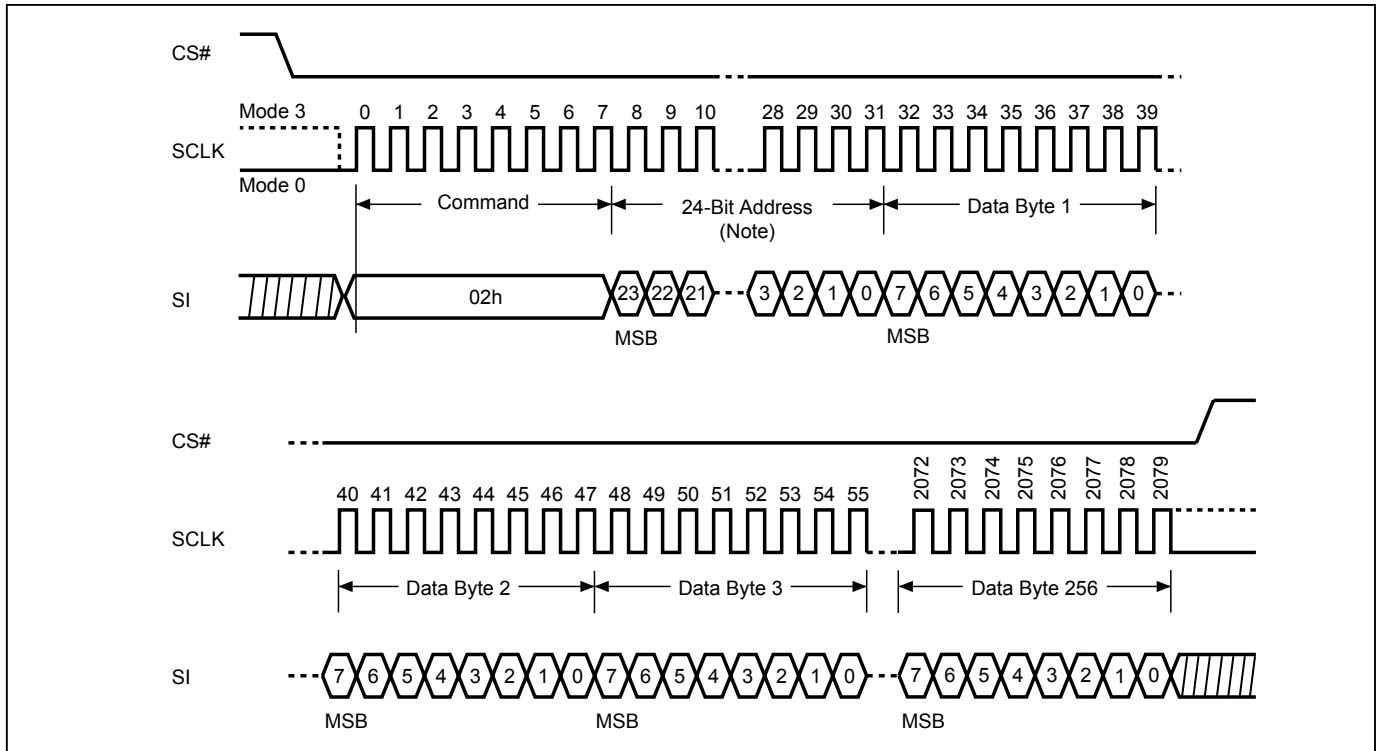 CS#
Mode 3
0 1 2 3 4 5 6 7 8 9 10 28 29 30 31 32 33 34 35 36 37 38 39
SCLK
Mode 0
Command 24-Bit Address Data Byte 1
(Note)
SI 02h 23 22 21 3 2 1 0 7 6 5 4 3 2 1 0
MSB MSB
CS#
40 41 42 43 44 45 46 47 48 49 50 51 52 53 54 55 2072 2073 2074 2075 2076 2077 2078 2079
SCLK
Data Byte 2 Data Byte 3 Data Byte 256
SI 7 6 5 4 3 2 1 0 7 6 5 4 3 2 1 0 7 6 5 4 3 2 1 0
MSB MSB MSB